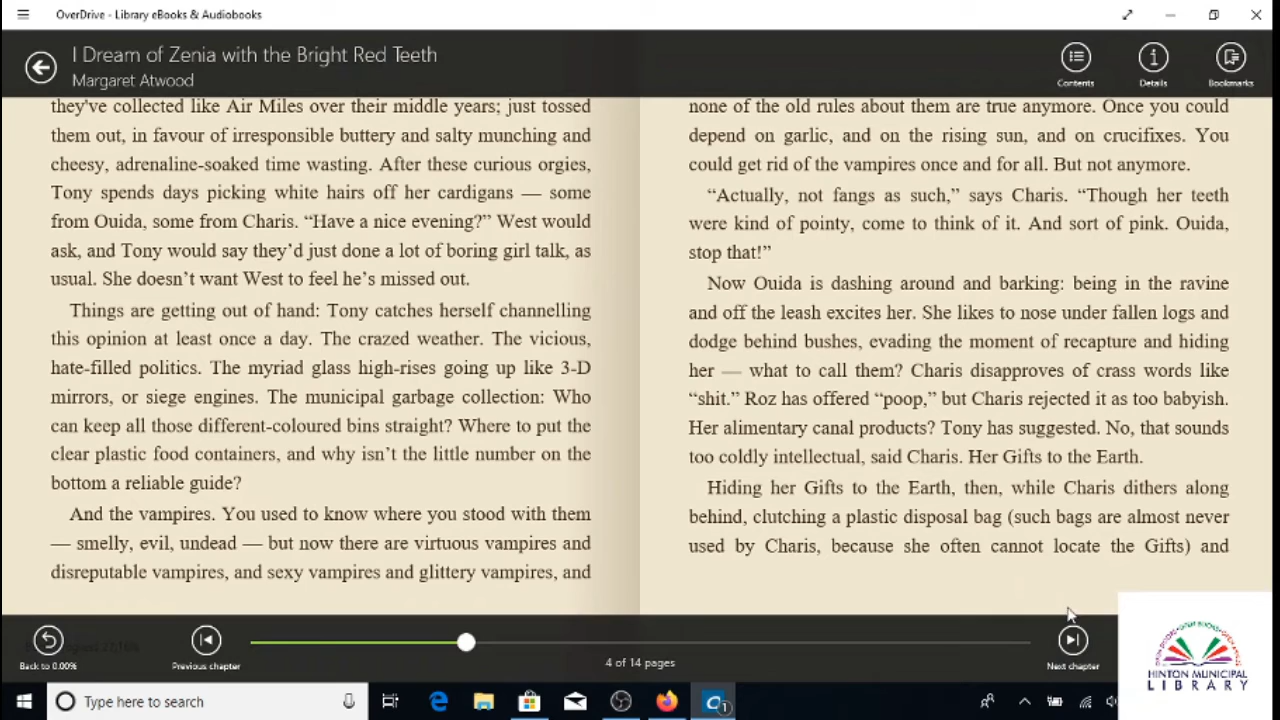 OverDrive - Library eBooks & Audiobooks
I Dream of Zenia with the Bright Red Teeth
Margaret Atwood
Contents
Details
Bookmarks
they've collected like Air Miles over their middle years; just tossed
them out, in favour of irresponsible buttery and salty munching and
cheesy, adrenaline-soaked time wasting. After these curious orgies,
Tony spends days picking white hairs off her cardigans — some
from Ouida, some from Charis. “Have a nice evening?” West would
ask, and Tony would say they’d just done a lot of boring girl talk, as
usual. She doesn’t want West to feel he’s missed out.
Things are getting out of hand: Tony catches herself channelling
this opinion at least once a day. The crazed weather. The vicious,
hate-filled politics. The myriad glass high-rises going up like 3-D
mirrors, or siege engines. The municipal garbage collection: Who
can keep all those different-coloured bins straight? Where to put the
clear plastic food containers, and why isn’t the little number on the
bottom a reliable guide?
And the vampires. You used to know where you stood with them
— smelly, evil, undead — but now there are virtuous vampires and
disreputable vampires, and sexy vampires and glittery vampires, and
none of the old rules about them are true anymore. Once you could
depend on garlic, and on the rising sun, and on crucifixes. You
could get rid of the vampires once and for all. But not anymore.
“Actually, not fangs as such,” says Charis. “Though her teeth
were kind of pointy, come to think of it. And sort of pink. Ouida,
stop that!”
Now Ouida is dashing around and barking: being in the ravine
and off the leash excites her. She likes to nose under fallen logs and
dodge behind bushes, evading the moment of recapture and hiding
her — what to call them? Charis disapproves of crass words like
“shit.” Roz has offered “poop,” but Charis rejected it as too babyish.
Her alimentary canal products? Tony has suggested. No, that sounds
too coldly intellectual, said Charis. Her Gifts to the Earth.
Hiding her Gifts to the Earth, then, while Charis dithers along
behind, clutching a plastic disposal bag (such bags are almost never
used by Charis, because she often cannot locate the Gifts) and
Back to 0.00%
Previous chapter
4 of 14 pages
Next chapter
HINTON MUNICIPAL
LIBRARY
Type here to search
1